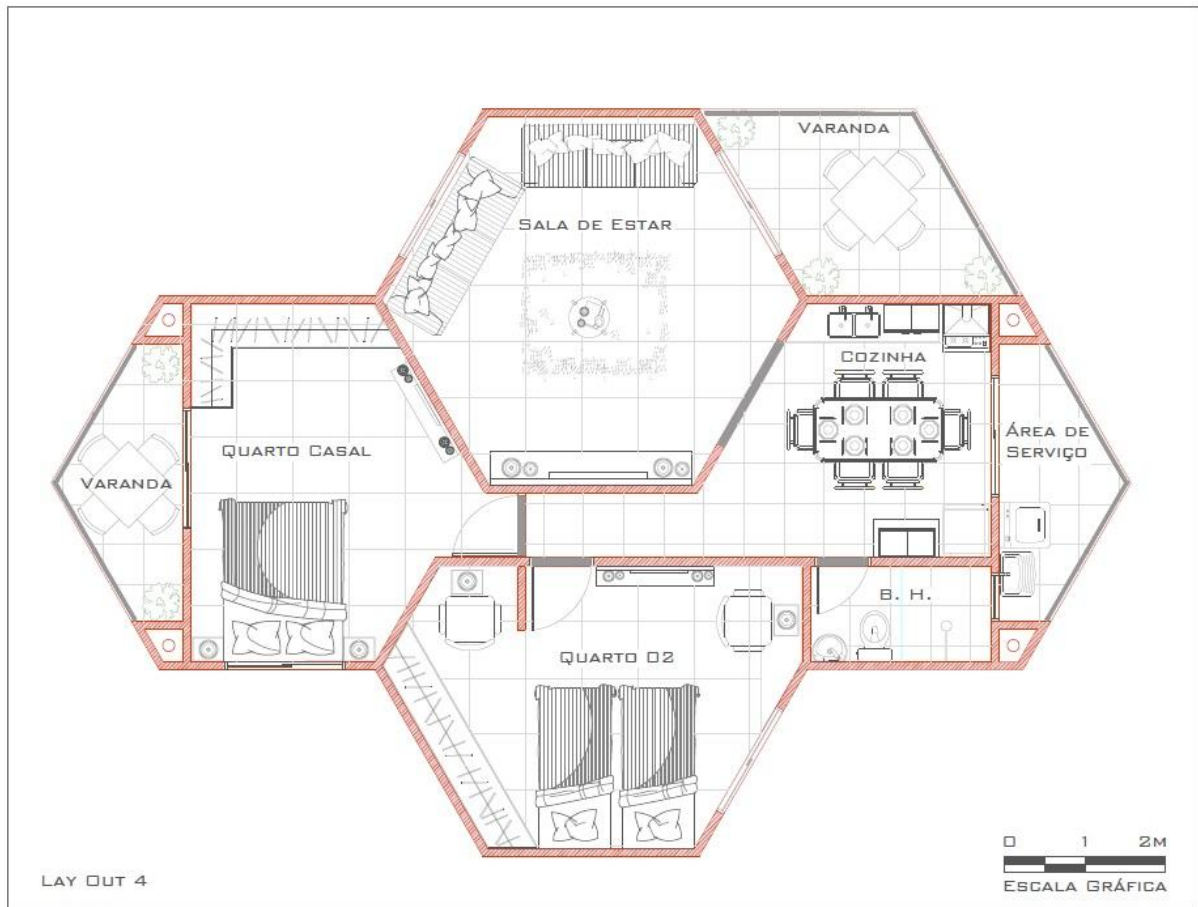 VARANDA
SALA DE ESTAR
COZINHA
QUARTO CASAL
ÁREA DE
SERVIÇO
VARANDA
B. H.
QUARTO 02
0 1 2M
ESCALA GRÁFICA
LAY OUT 4